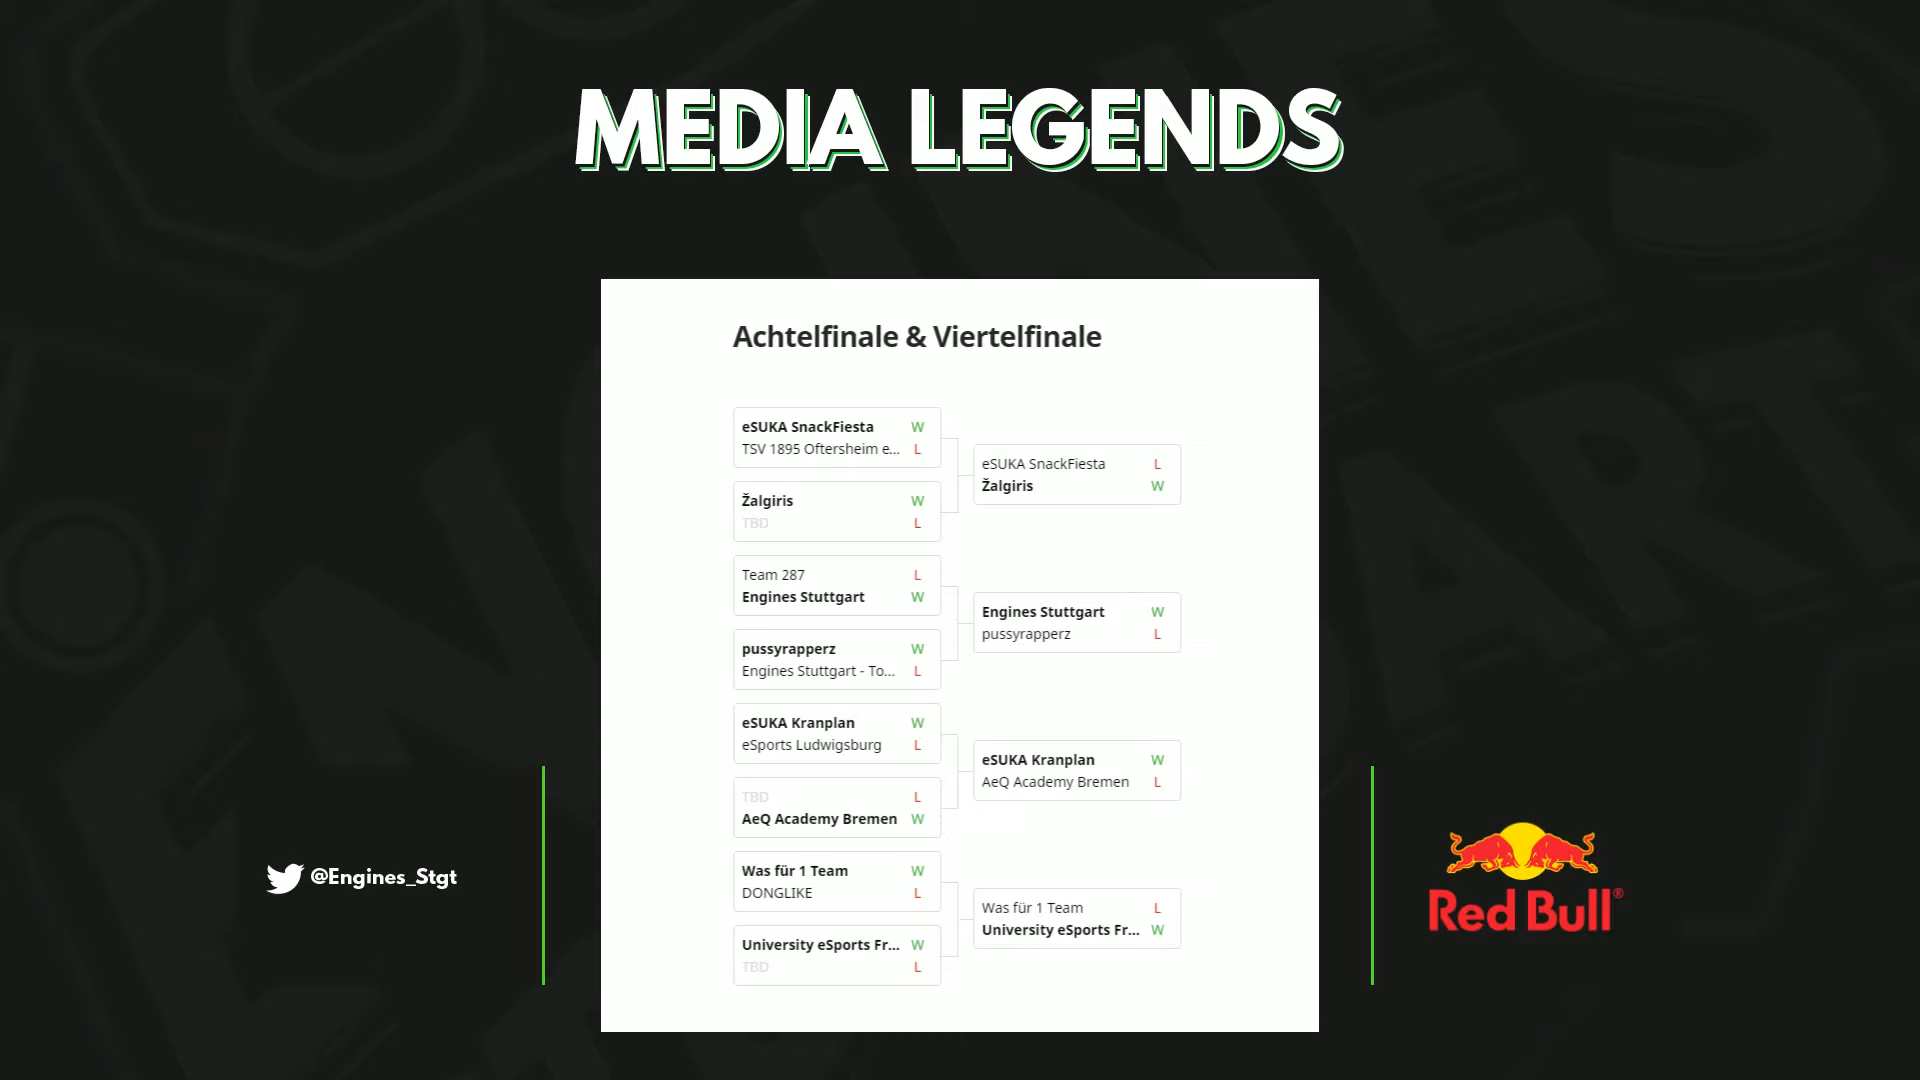 MEDIA LEGENDS
Achtelfinale & Viertelfinale
eSUKA SnackFiesta W
TSV 1895 Oftersheim e... L
Žalgiris W
TBD L
Team 287 L
Engines Stuttgart W
pussyrapperz W
Engines Stuttgart - To... L
eSUKA Kranplan W
eSports Ludwigsburg L
TBD L
AeQ Academy Bremen W
Was für 1 Team W
DONGLIKE L
University eSports Fr... W
TBD L
eSUKA SnackFiesta L
Žalgiris W
Engines Stuttgart W
pussyrapperz L
eSUKA Kranplan W
AeQ Academy Bremen L
Was für 1 Team L
University eSports Fr... W
@Engines_Stgt
Red Bull®